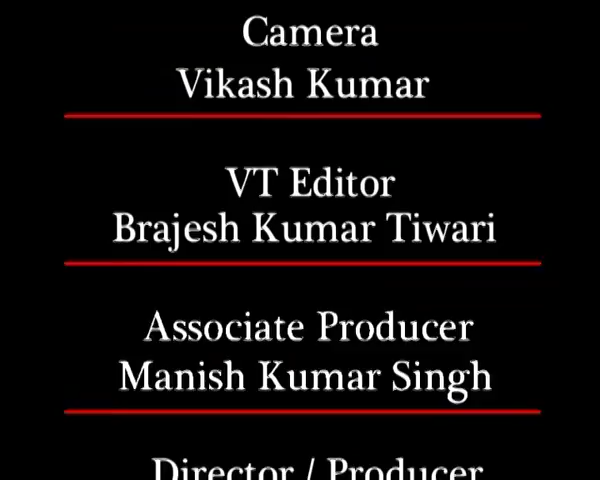 Camera
Vikash Kumar
VT Editor
Brajesh Kumar Tiwari
Associate Producer
Manish Kumar Singh
Director / Producer